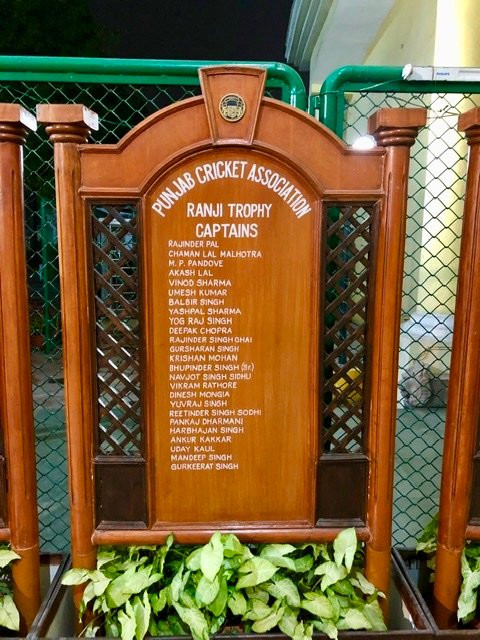 PUNJAB CRICKET ASSOCIATION
RANJI TROPHY
CAPTAINS
RAJINDER PAL
CHAMAN LAL MALHOTRA
M. P. PANDOVE
AKASH LAL
VINOD SHARMA
UMESH KUMAR
BALBIR SINGH
YASHPAL SHARMA
YOG RAJ SINGH
DEEPAK CHOPRA
RAJINDER SINGH GHAI
GURSHARAN SINGH
KRISHAN MOHAN
BHUPINDER SINGH (Sr.)
NAVJOT SINGH SIDHU
VIKRAM RATHORE
DINESH MONGIA
YUVRAJ SINGH
REETINDER SINGH SODHI
PANKAJ DHARMANI
HARBHAJAN SINGH
ANKUR KAKKAR
UDAY KAUL
MANDEEP SINGH
GURKEERAT SINGH